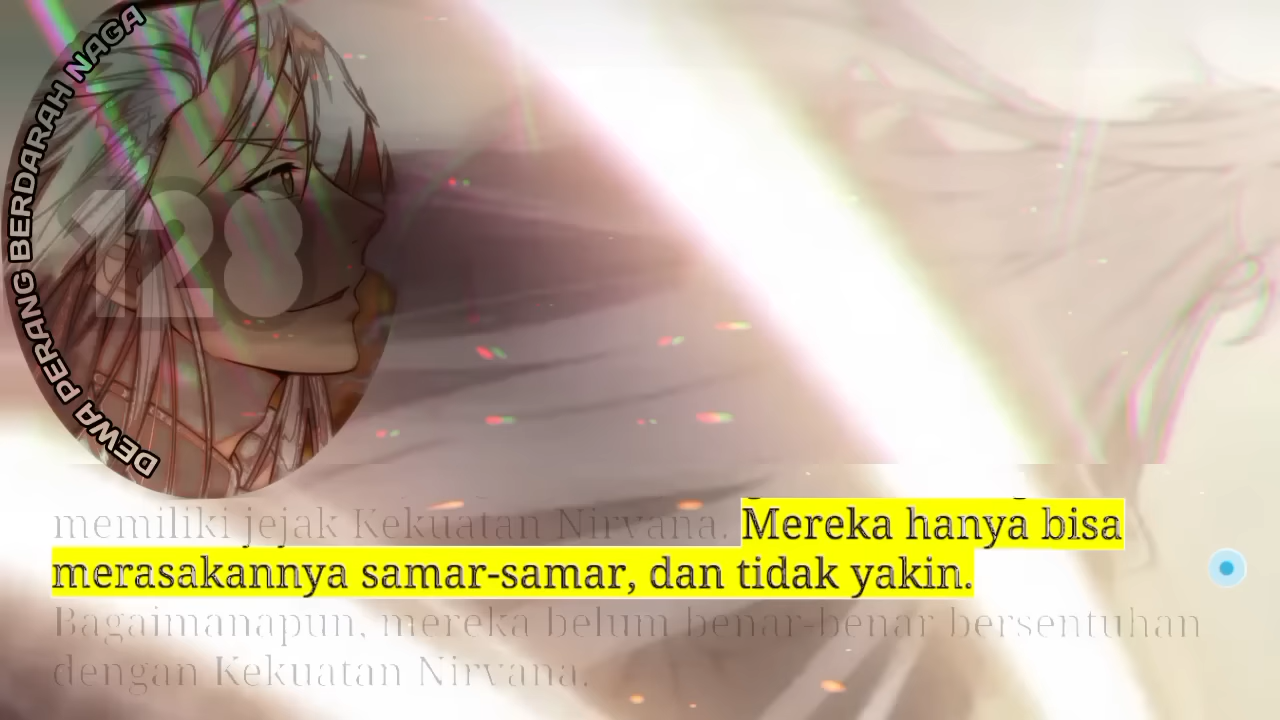 DEWA PERANG BERDARAH NAGA
128
memiliki jejak Kekuatan Nirvana. Mereka hanya bisa
merasakannya samar-samar, dan tidak yakin.
Bagaimanapun, mereka belum benar-benar bersentuhan
dengan Kekuatan Nirvana.